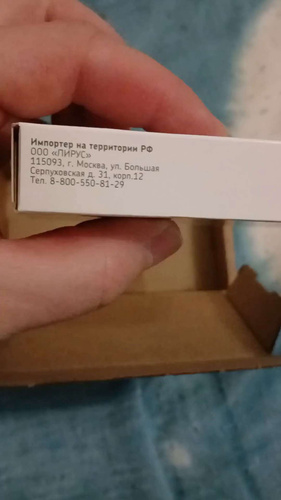 Импортер на территории РФ
ООО «ПИРУС»
115093, г. Москва, ул. Большая
Серпуховская д. 31, корп.12
Тел. 8-800-550-81-29